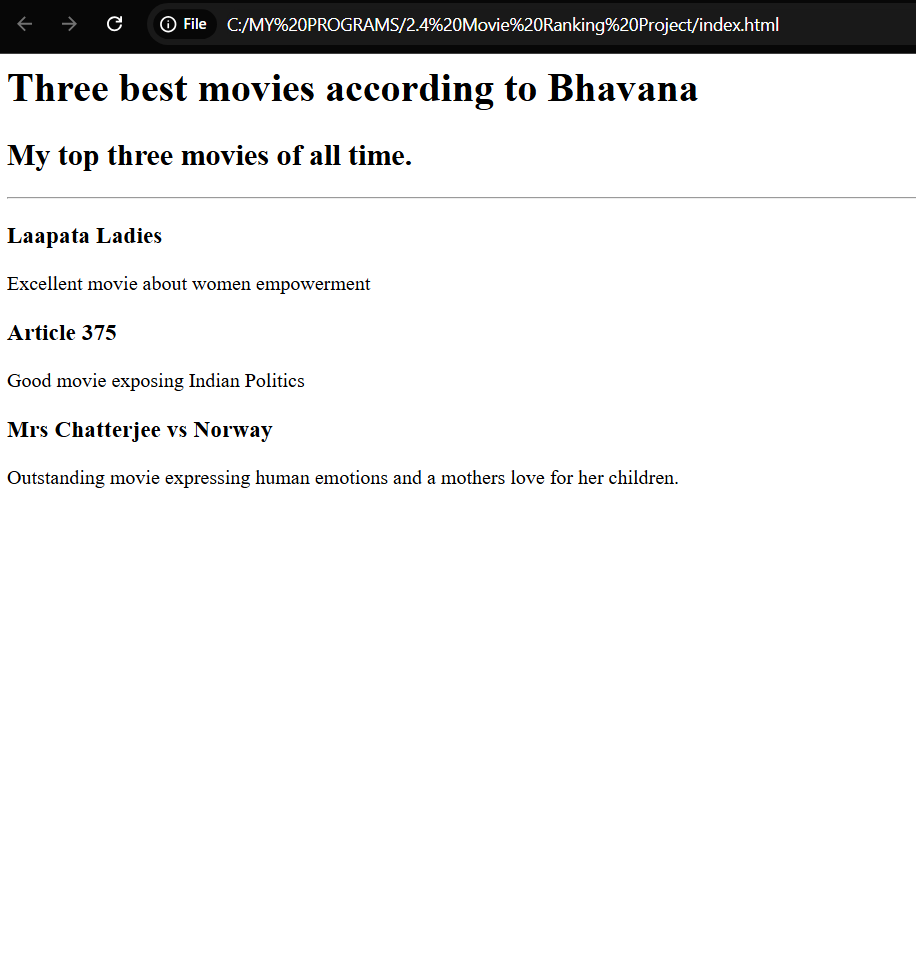 File C:/MY%20PROGRAMS/2.4%20Movie%20Ranking%20Project/index.html
Three best movies according to Bhavana
My top three movies of all time.
Laapata Ladies
Excellent movie about women empowerment
Article 375
Good movie exposing Indian Politics
Mrs Chatterjee vs Norway
Outstanding movie expressing human emotions and a mothers love for her children.